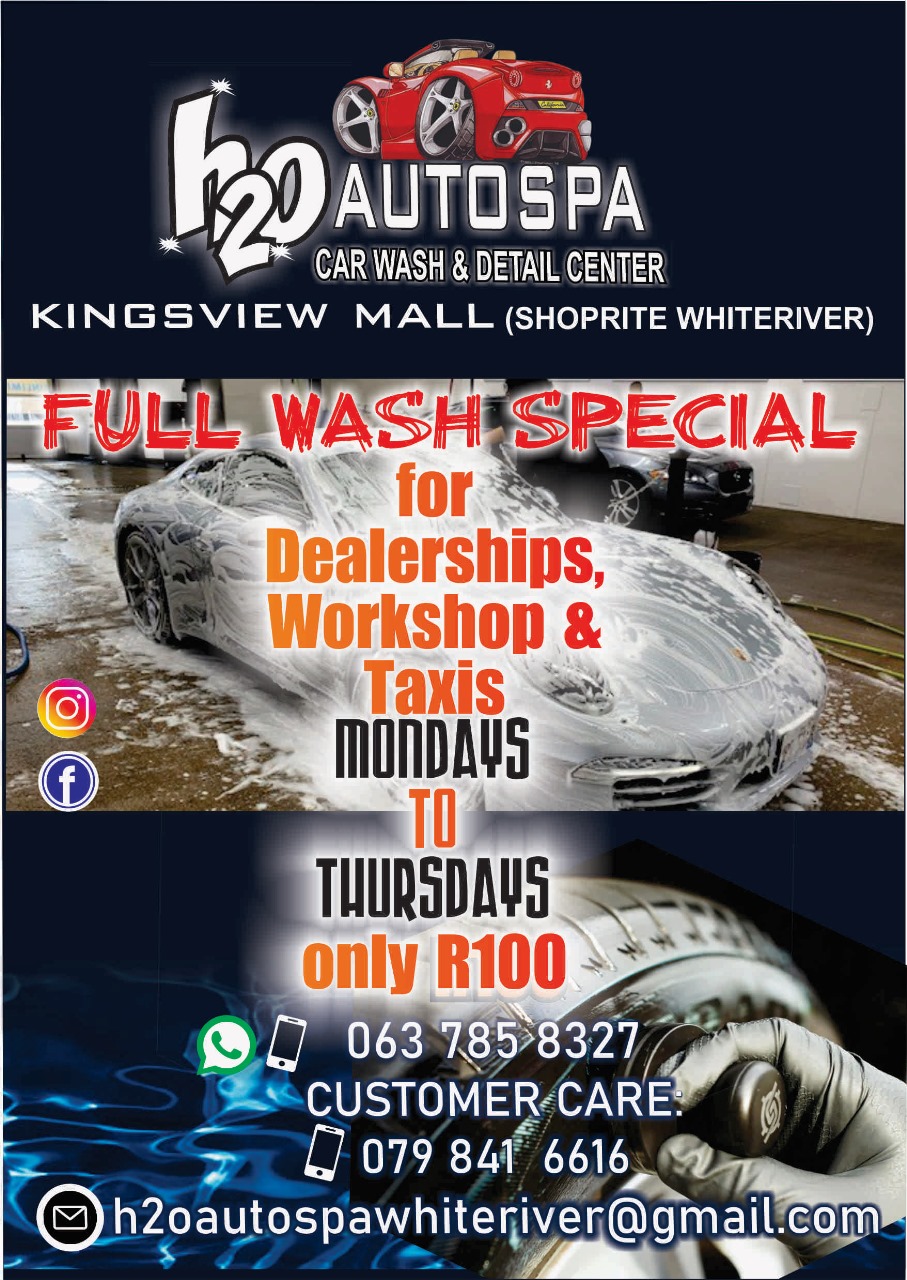 h2o AUTOSPA
CAR WASH & DETAIL CENTER
KINGSVIEW MALL (SHOPRITE WHITERIVER)
FULL WASH SPECIAL
for
Dealerships,
Workshop &
Taxis
MONDAYS
TO
THURSDAYS
only R100
063 785 8327
CUSTOMER CARE:
079 841 6616
h2oautospawhiteriver@gmail.com